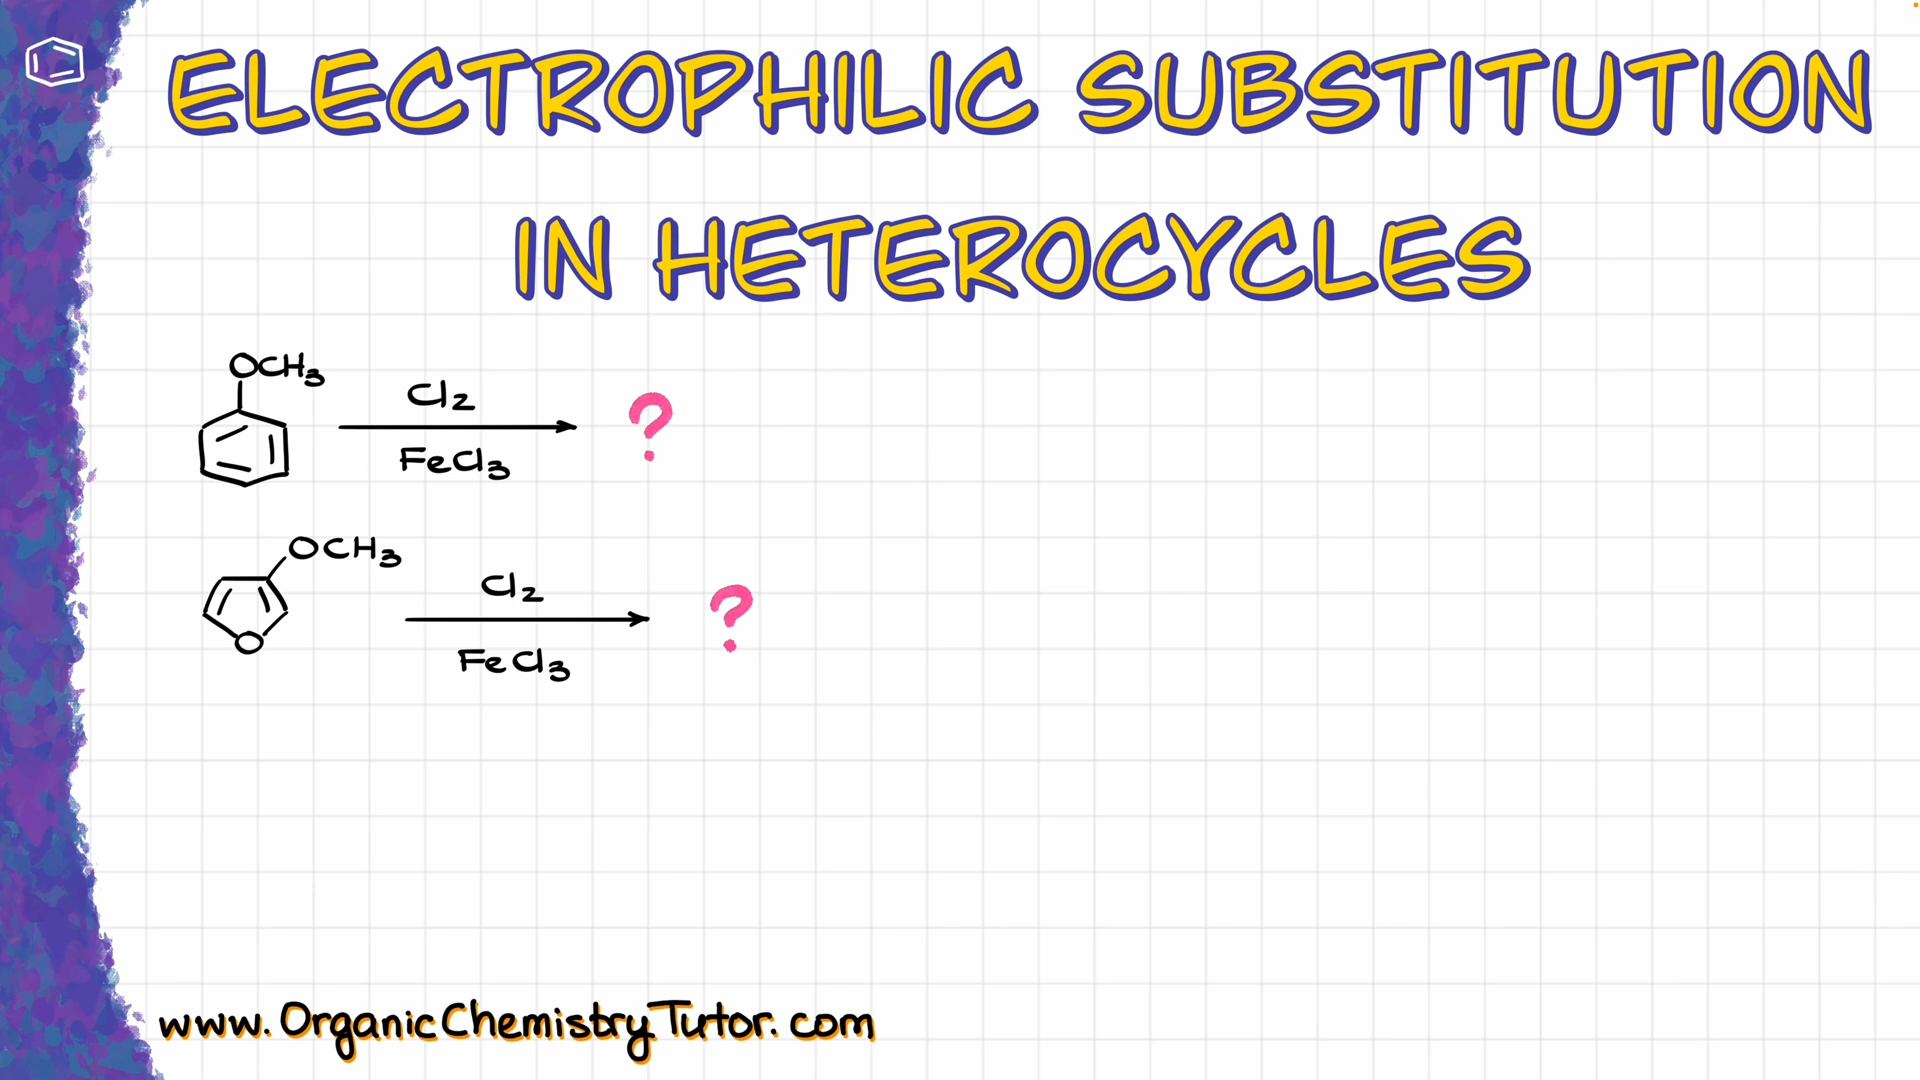 ELECTROPHILIC SUBSTITUTION
IN HETEROCYCLES
OCH3
Cl2
?
FeCl3
OCH3
Cl2
?
FeCl3
O
www.OrganicChemistryTutor.com